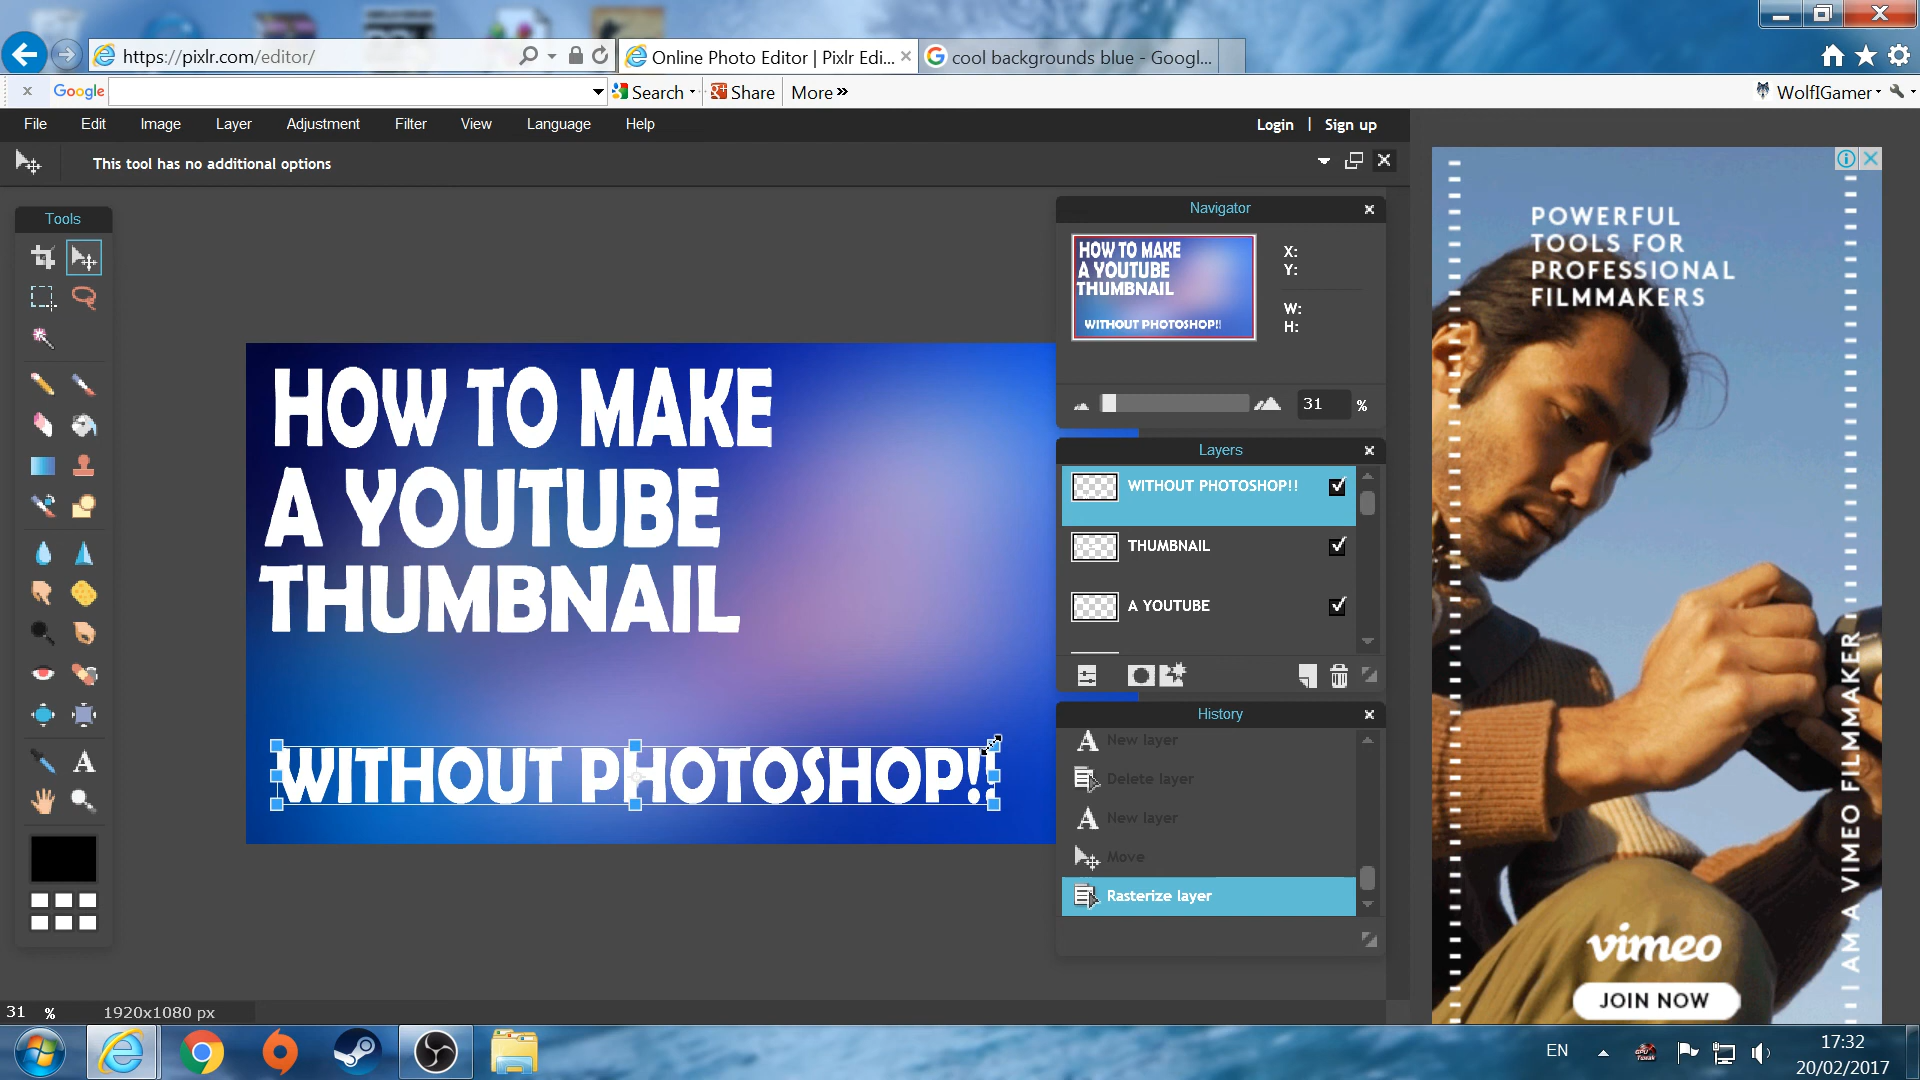 https://pixlr.com/editor/
Online Photo Editor | Pixlr Edi...
cool backgrounds blue - Googl...
Google
Search
Share
More »
WolfIGamer
File Edit Image Layer Adjustment Filter View Language Help
Login | Sign up
This tool has no additional options
Tools
Navigator
HOW TO MAKE
A YOUTUBE
THUMBNAIL
WITHOUT PHOTOSHOP!!
X:
Y:
W:
H:
31 %
HOW TO MAKE
A YOUTUBE
THUMBNAIL
WITHOUT PHOTOSHOP!!
Layers
WITHOUT PHOTOSHOP!!
THUMBNAIL
A YOUTUBE
History
New layer
Delete layer
New layer
Move
Rasterize layer
POWERFUL
TOOLS FOR
PROFESSIONAL
FILMMAKERS
I AM A VIMEO FILMMAKER
vimeo
JOIN NOW
31 % 1920x1080 px
EN
17:32
20/02/2017